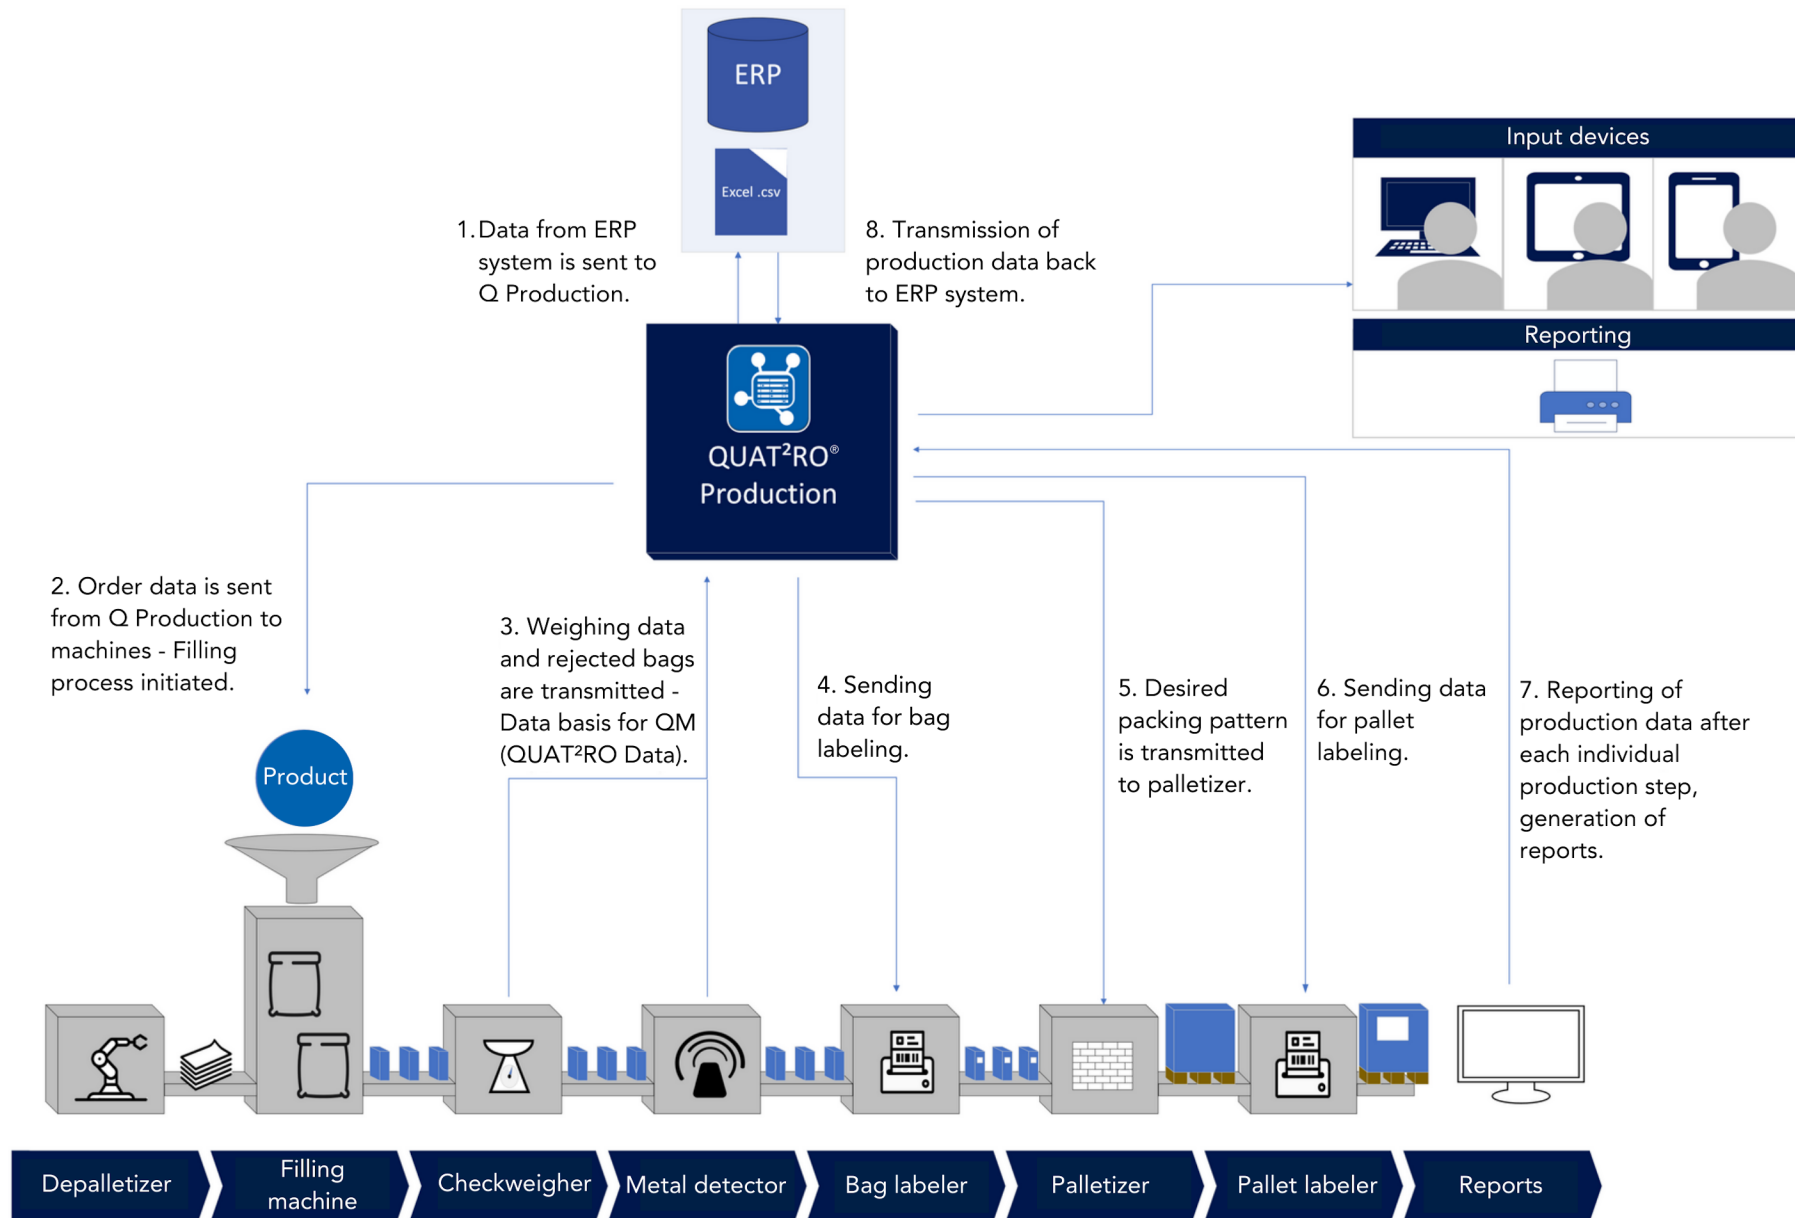 ERP
Excel .csv
1. Data from ERP
system is sent to
Q Production.
8. Transmission of
production data back
to ERP system.
Input devices
Reporting
QUAT²RO®
Production
2. Order data is sent
from Q Production to
machines - Filling
process initiated.
3. Weighing data
and rejected bags
are transmitted -
Data basis for QM
(QUAT²RO Data).
4. Sending
data for bag
labeling.
5. Desired
packing pattern
is transmitted
to palletizer.
6. Sending data
for pallet
labeling.
7. Reporting of
production data after
each individual
production step,
generation of
reports.
Product
Depalletizer
Filling
machine
Checkweigher
Metal detector
Bag labeler
Palletizer
Pallet labeler
Reports